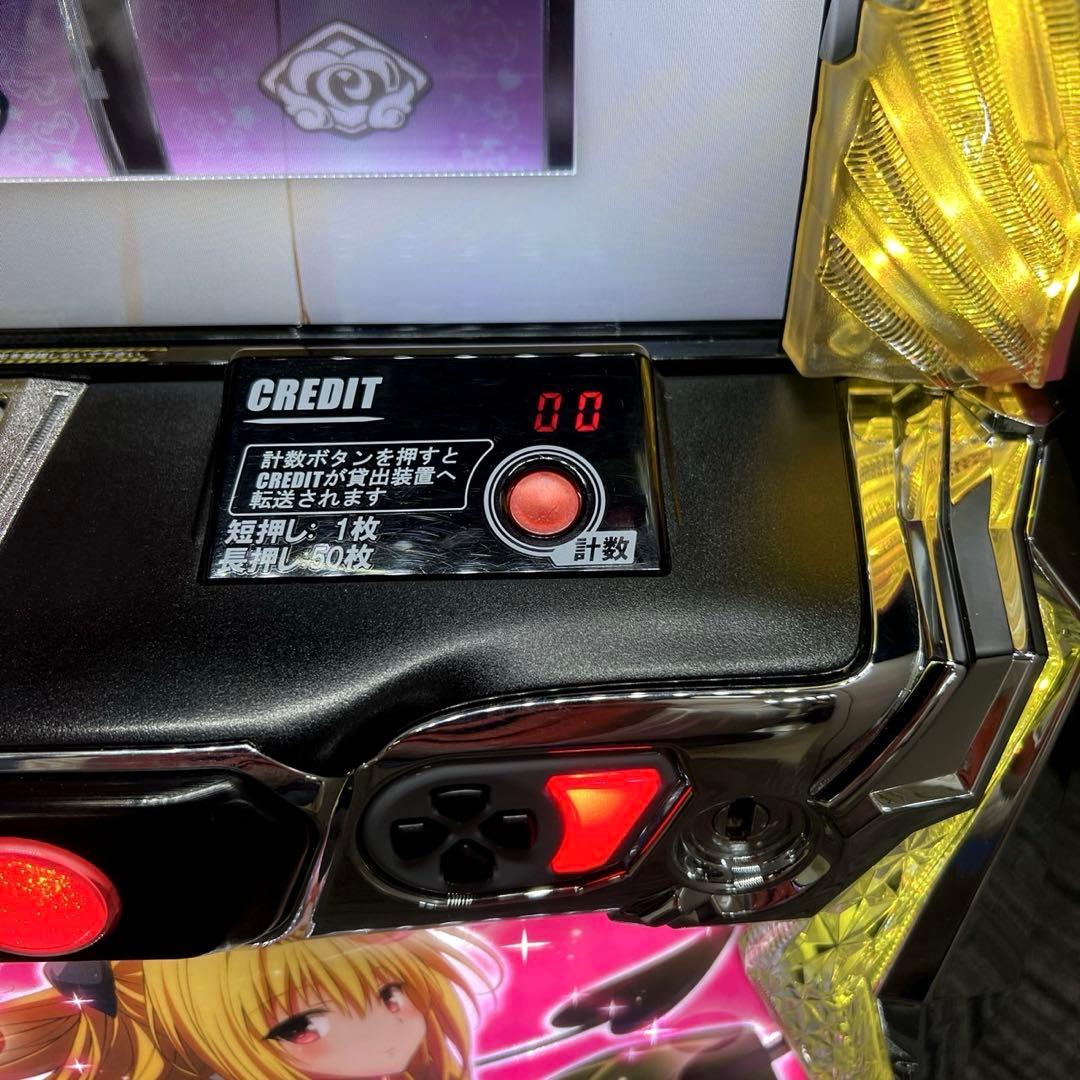 CREDIT
00
計数ボタンを押すと
CREDITが貸出装置へ
転送されます
短押し: 1枚
長押し:50枚
計数